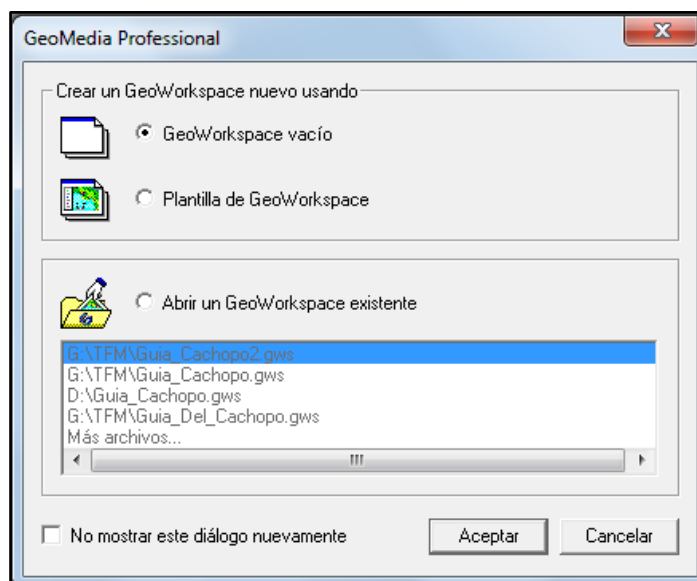 GeoMedia Professional
Crear un GeoWorkspace nuevo usando
GeoWorkspace vacío
Plantilla de GeoWorkspace
Abrir un GeoWorkspace existente
G:\TFM\Guia_Cachopo2.gws
G:\TFM\Guia_Cachopo.gws
D:\Guia_Cachopo.gws
G:\TFM\Guia_Del_Cachopo.gws
Más archivos...
No mostrar este diálogo nuevamente
Aceptar
Cancelar